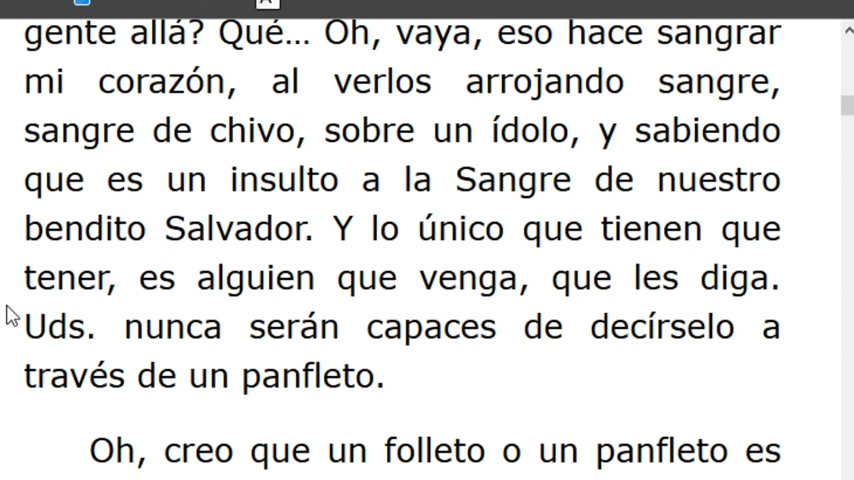 gente allá? Qué... Oh, vaya, eso hace sangrar
mi corazón, al verlos arrojando sangre,
sangre de chivo, sobre un ídolo, y sabiendo
que es un insulto a la Sangre de nuestro
bendito Salvador. Y lo único que tienen que
tener, es alguien que venga, que les diga.
Uds. nunca serán capaces de decírselo a
través de un panfleto.
Oh, creo que un folleto o un panfleto es